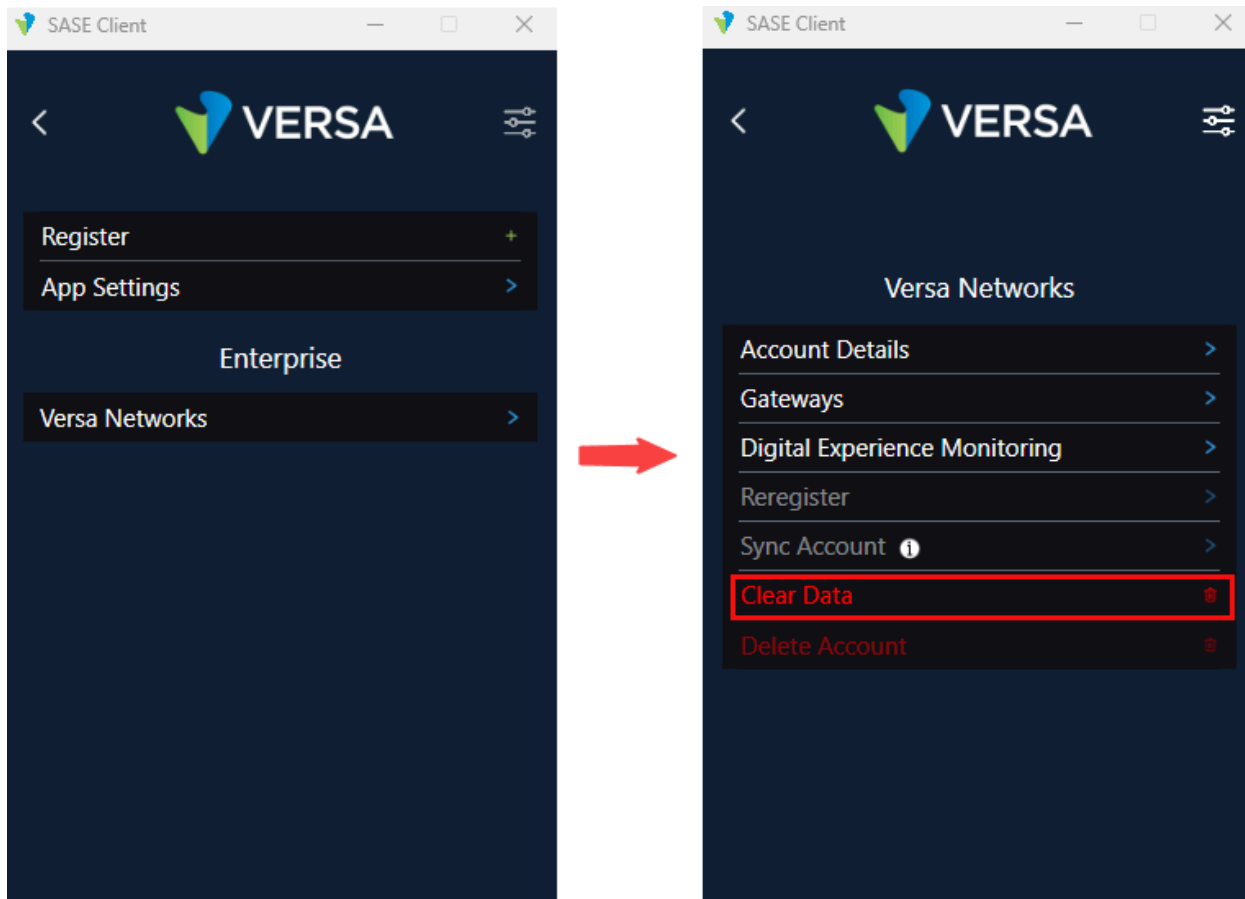 SASE Client
VERSA
Register
App Settings
Enterprise
Versa Networks
SASE Client
VERSA
Versa Networks
Account Details
Gateways
Digital Experience Monitoring
Reregister
Sync Account
Clear Data
Delete Account